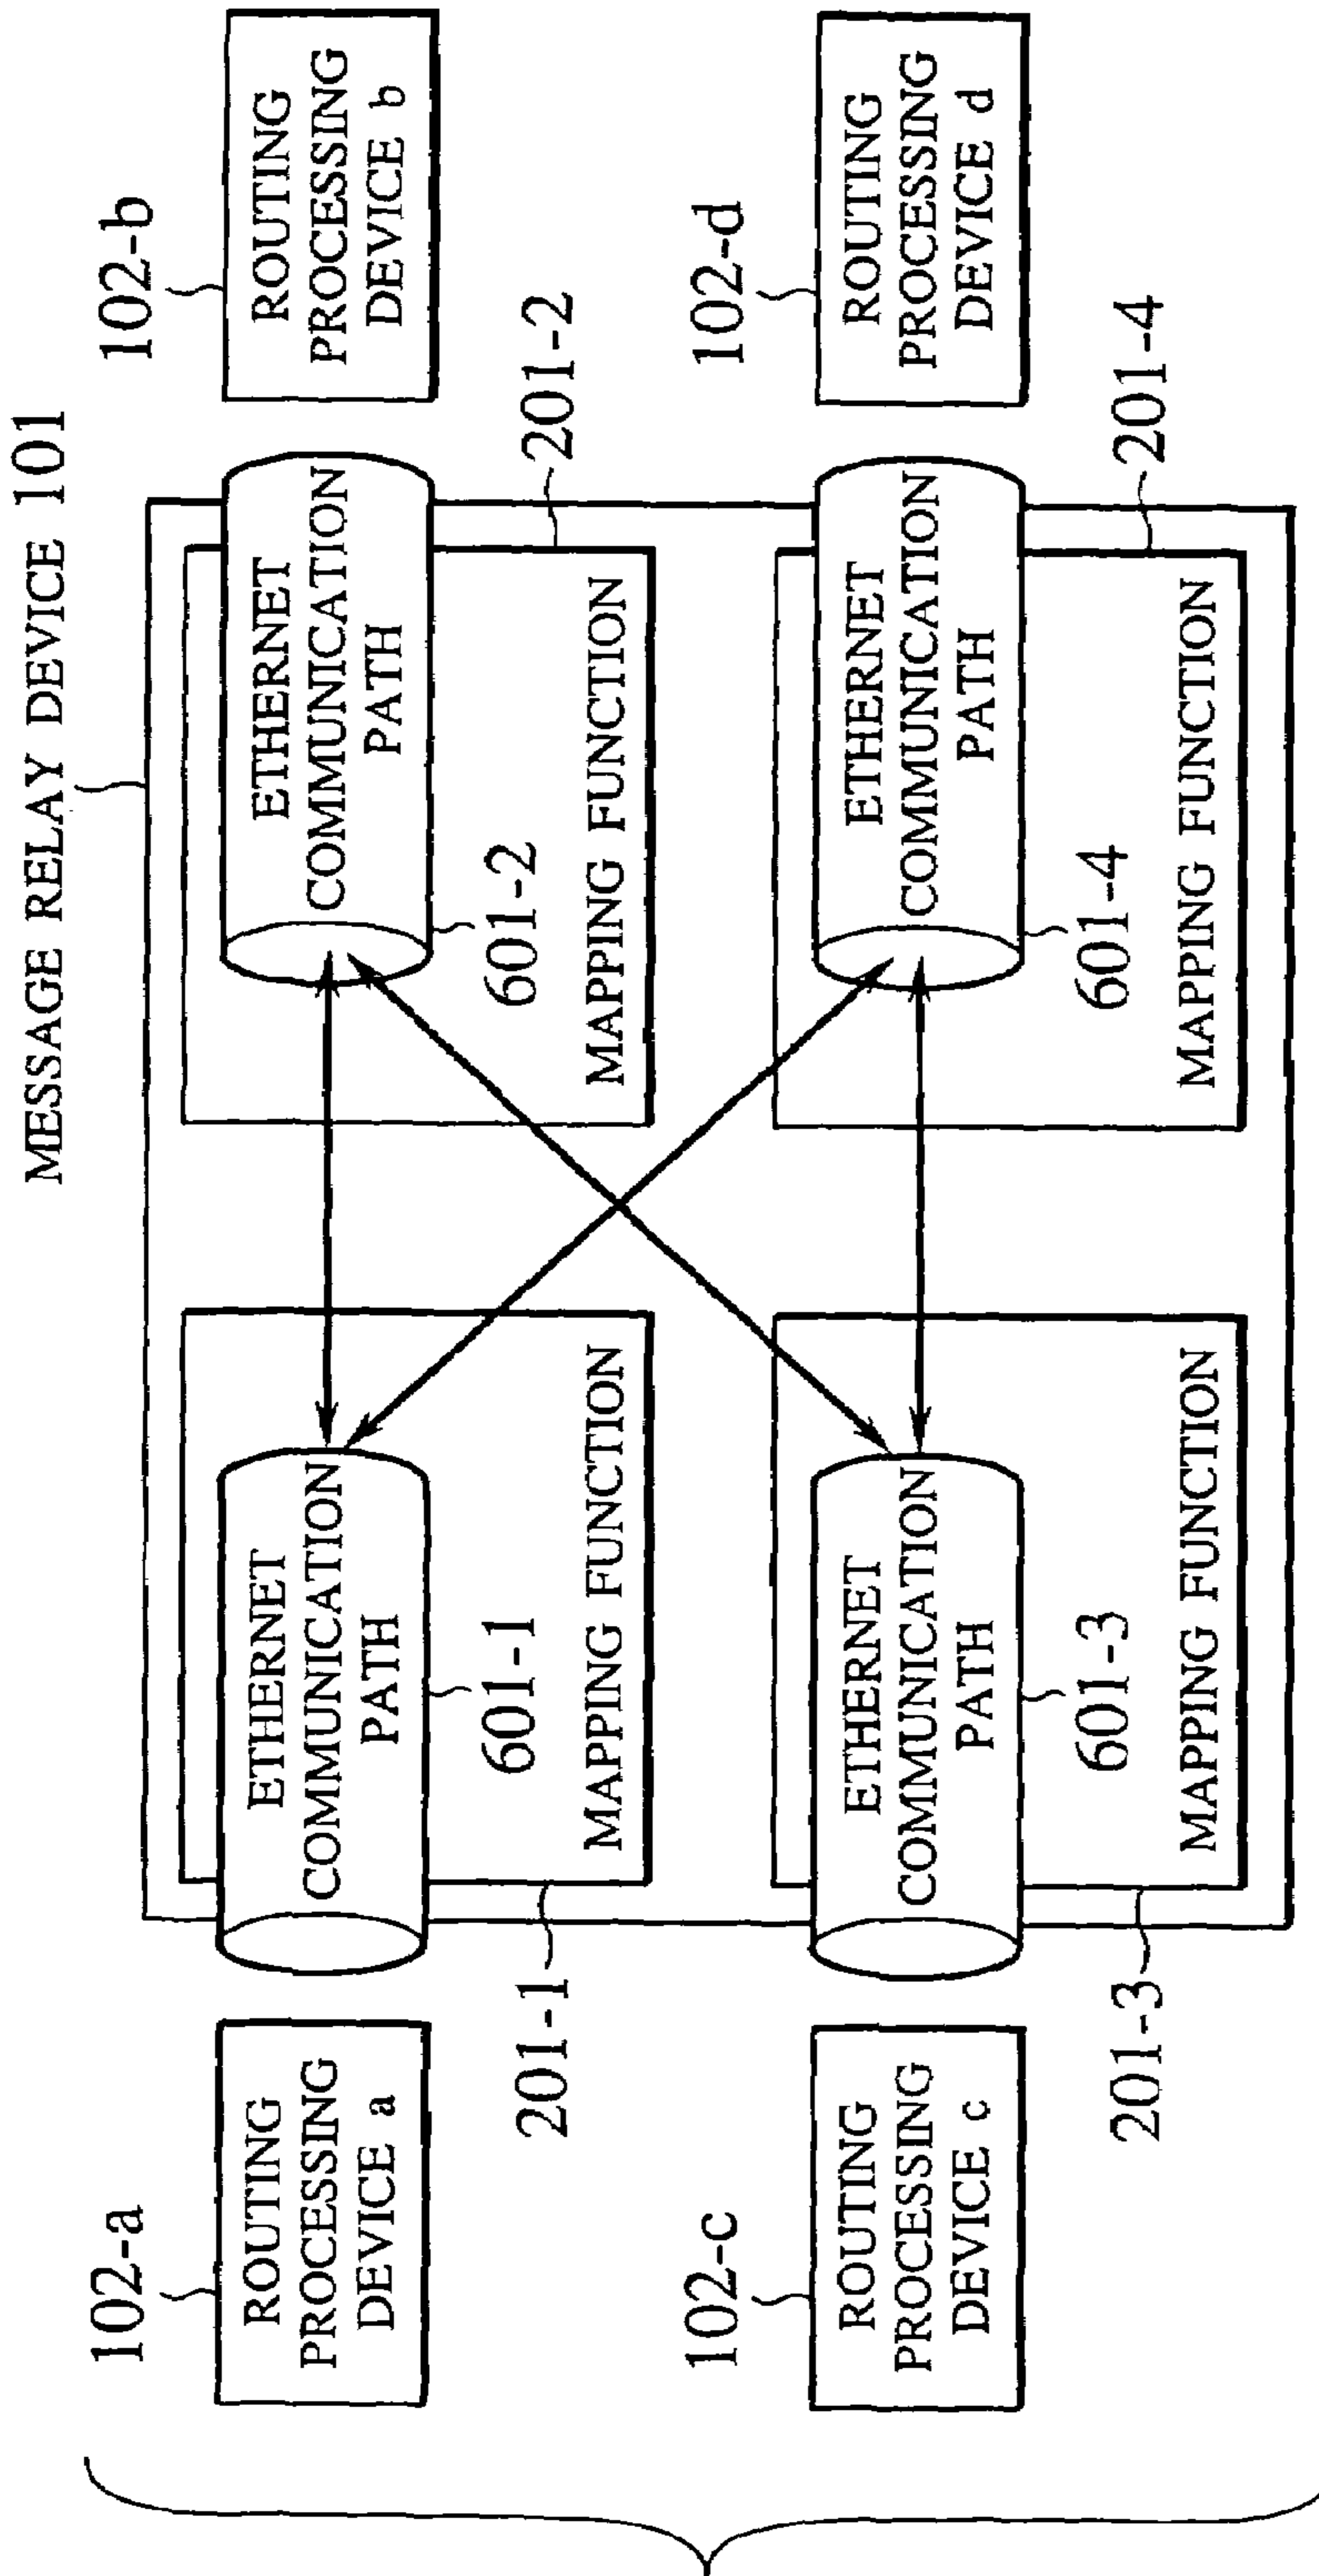 MESSAGE RELAY DEVICE 101
102-a
ROUTING
PROCESSING
DEVICE a
201-1
ETHERNET
COMMUNICATION
PATH
601-1
MAPPING FUNCTION
ETHERNET
COMMUNICATION
PATH
601-2
MAPPING FUNCTION
201-2
102-b
ROUTING
PROCESSING
DEVICE b
102-c
ROUTING
PROCESSING
DEVICE c
201-3
ETHERNET
COMMUNICATION
PATH
601-3
MAPPING FUNCTION
ETHERNET
COMMUNICATION
PATH
601-4
MAPPING FUNCTION
201-4
102-d
ROUTING
PROCESSING
DEVICE d